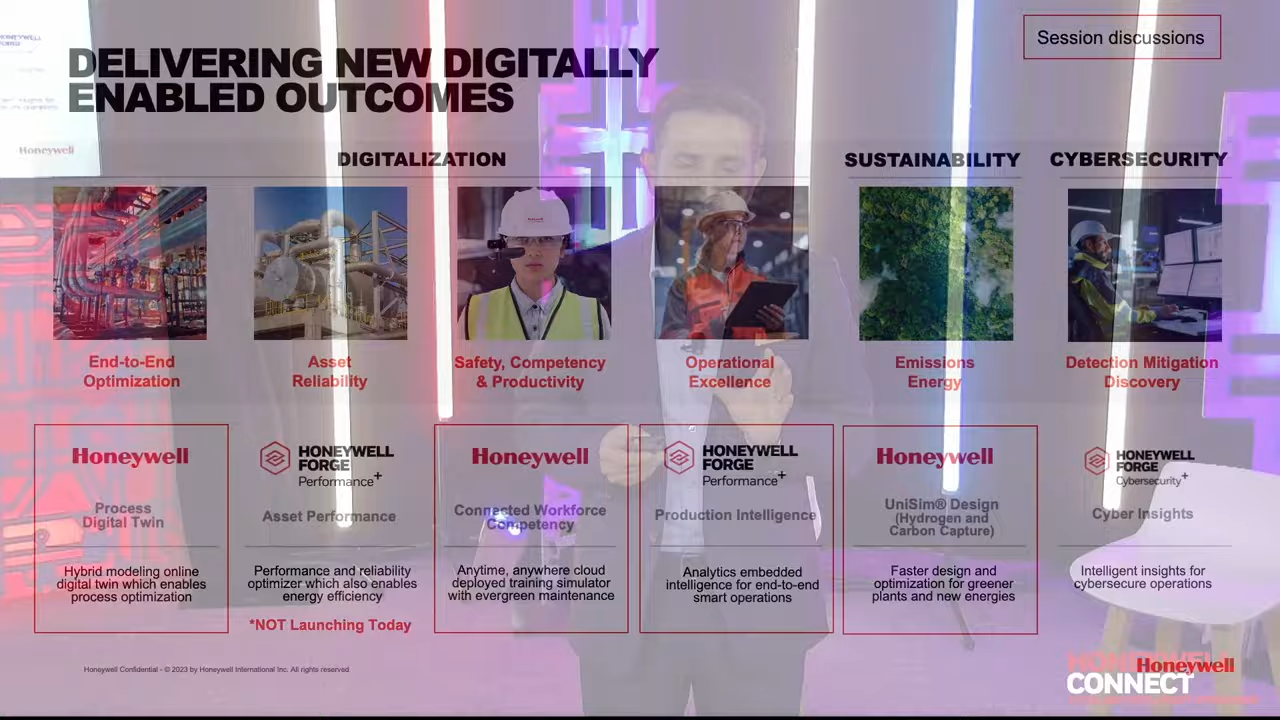 Session discussions
DELIVERING NEW DIGITALLY
ENABLED OUTCOMES
Honeywell
DIGITALIZATION
SUSTAINABILITY
CYBERSECURITY
End-to-End
Optimization
Asset
Reliability
Safety, Competency
& Productivity
Operational
Excellence
Emissions
Energy
Detection Mitigation
Discovery
Honeywell
Process
Digital Twin
Hybrid modeling online
digital twin which enables
process optimization
HONEYWELL
FORGE
Performance+
Asset Performance
Performance and reliability
optimizer which also enables
energy efficiency
*NOT Launching Today
Honeywell
Connected Workforce
Competency
Anytime, anywhere cloud
deployed training simulator
with evergreen maintenance
HONEYWELL
FORGE
Performance+
Production Intelligence
Analytics embedded
intelligence for end-to-end
smart operations
Honeywell
UniSim® Design
(Hydrogen and
Carbon Capture)
Faster design and
optimization for greener
plants and new energies
HONEYWELL
FORGE
Cybersecurity+
Cyber Insights
Intelligent insights for
cybersecure operations
Honeywell Confidential - © 2023 by Honeywell International Inc. All rights reserved
Honeywell
HONEYWELL
CONNECT